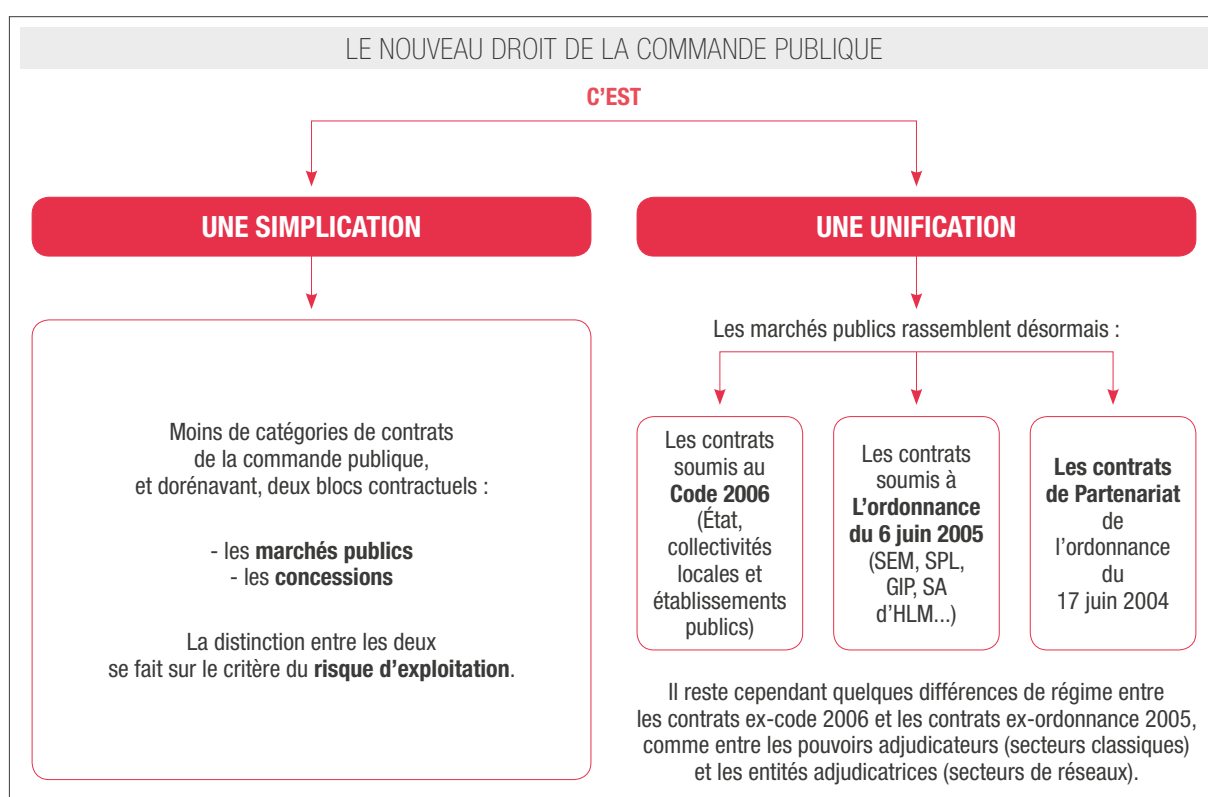 LE NOUVEAU DROIT DE LA COMMANDE PUBLIQUE
C'EST
UNE SIMPLICATION
Moins de catégories de contrats
de la commande publique,
et dorénavant, deux blocs contractuels :
- les marchés publics
- les concessions
La distinction entre les deux
se fait sur le critère du risque d'exploitation.
UNE UNIFICATION
Les marchés publics rassemblent désormais :
Les contrats
soumis au
Code 2006
(État,
collectivités
locales et
établissements
publics)
Les contrats
soumis à
L'ordonnance
du 6 juin 2005
(SEM, SPL,
GIP, SA
d'HLM...)
Les contrats
de Partenariat
de
l'ordonnance
du
17 juin 2004
Il reste cependant quelques différences de régime entre
les contrats ex-code 2006 et les contrats ex-ordonnance 2005,
comme entre les pouvoirs adjudicateurs (secteurs classiques)
et les entités adjudicatrices (secteurs de réseaux).